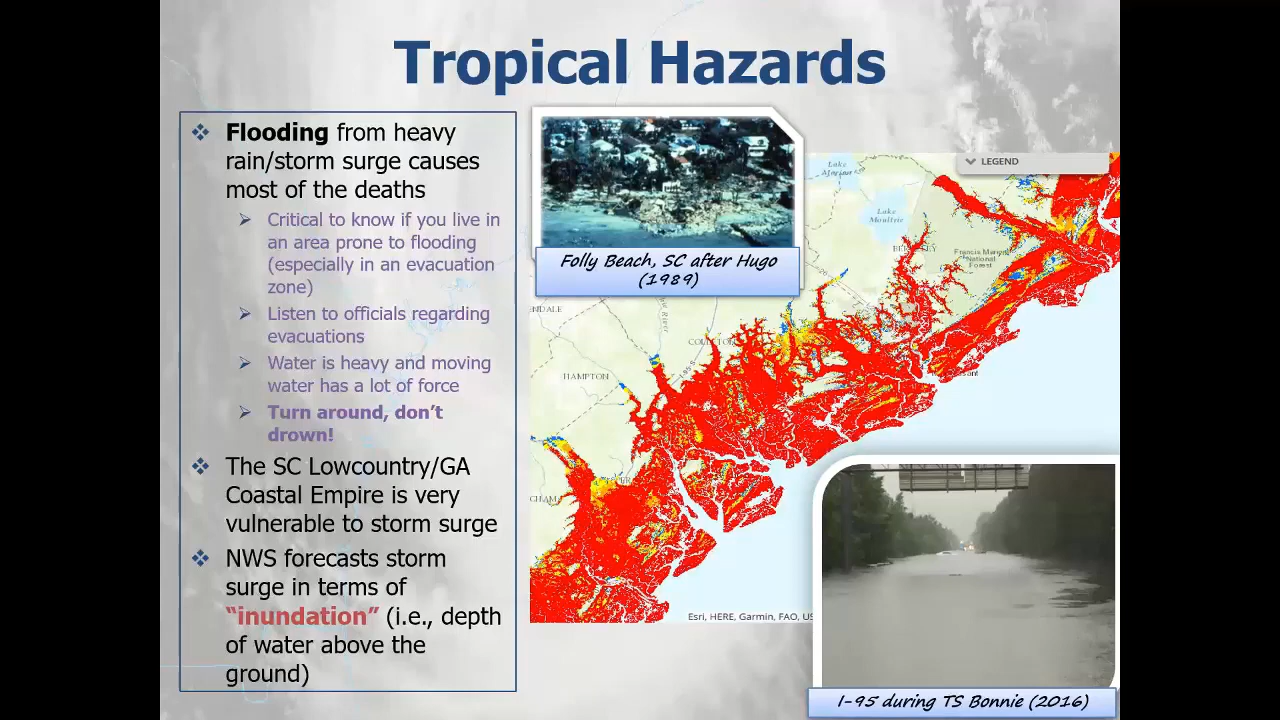 Tropical Hazards
Flooding from heavy
rain/storm surge causes
most of the deaths
Critical to know if you live in
an area prone to flooding
(especially in an evacuation
zone)
Listen to officials regarding
evacuations
Water is heavy and moving
water has a lot of force
Turn around, don't
drown!
The SC Lowcountry/GA
Coastal Empire is very
vulnerable to storm surge
NWS forecasts storm
surge in terms of
“inundation” (i.e., depth
of water above the
ground)
Folly Beach, SC after Hugo
(1989)
LEGEND
Lake
Lake
Moultrie
Francis Marion
National
Forest
HAMPTON
Esri, HERE, Garmin, FAO,
I-95 during TS Bonnie (2016)